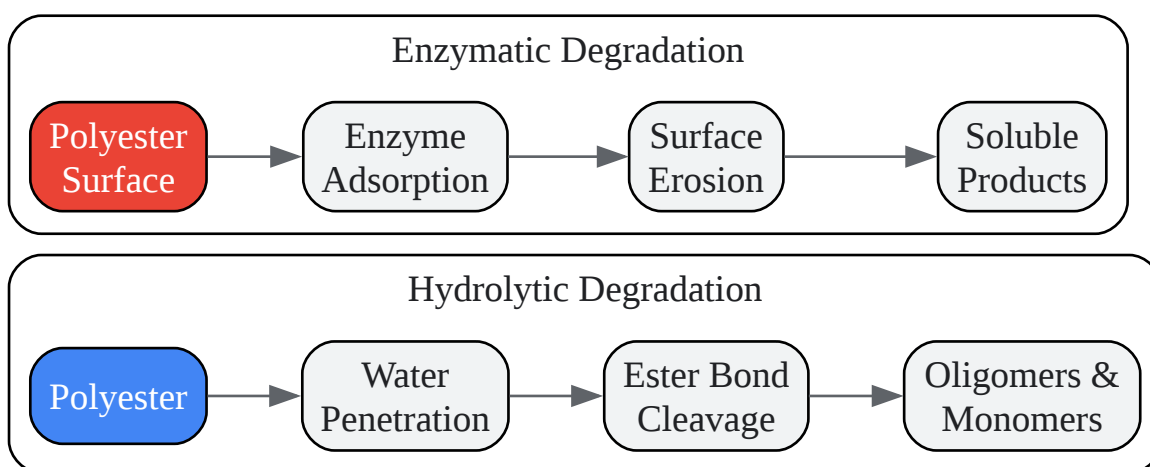 Enzymatic Degradation
Polyester
Surface
Enzyme
Adsorption
Surface
Erosion
Soluble
Products
Hydrolytic Degradation
Polyester
Water
Penetration
Ester Bond
Cleavage
Oligomers &
Monomers